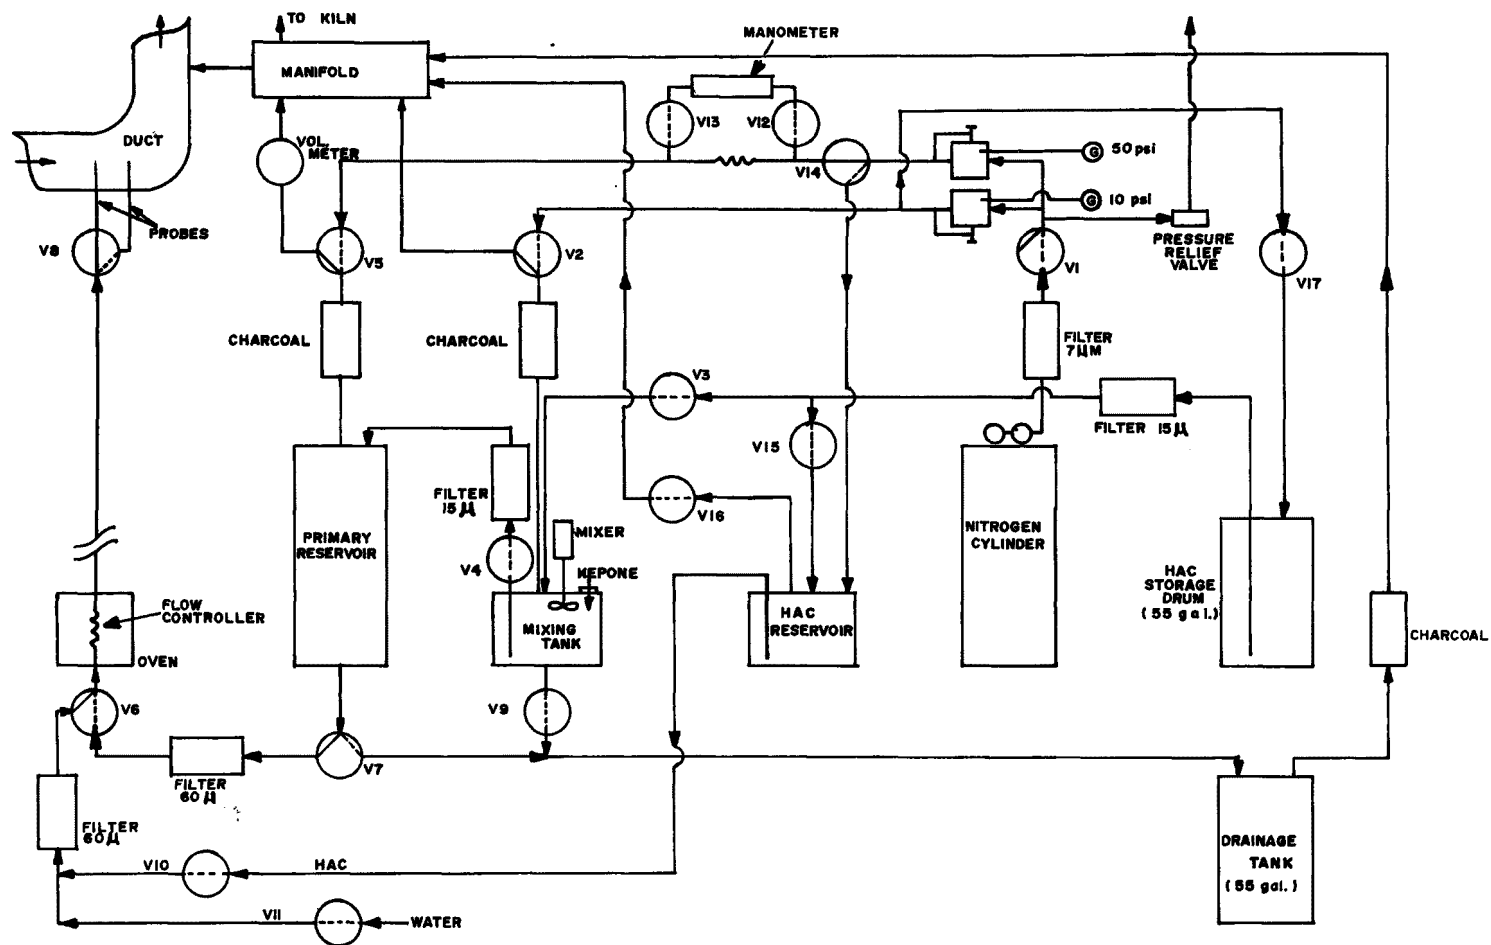 TO KILN
MANIFOLD
MANOMETER
V13
V12
DUCT
VOL.
METER
V14
G
50 psi
G
10 psi
PROBES
V8
V5
V2
V1
PRESSURE
RELIEF
VALVE
V17
CHARCOAL
CHARCOAL
FILTER
7µM
V3
FILTER 15µ
V15
FILTER
15µ
V16
PRIMARY
RESERVOIR
MIXER
V4
KEPONE
NITROGEN
CYLINDER
HAC
STORAGE
DRUM
(55 gal.)
FLOW
CONTROLLER
OVEN
MIXING
TANK
HAC
RESERVOIR
CHARCOAL
V6
V9
V7
FILTER
60µ
FILTER
60µ
DRAINAGE
TANK
(55 gal.)
V10
HAC
V11
WATER